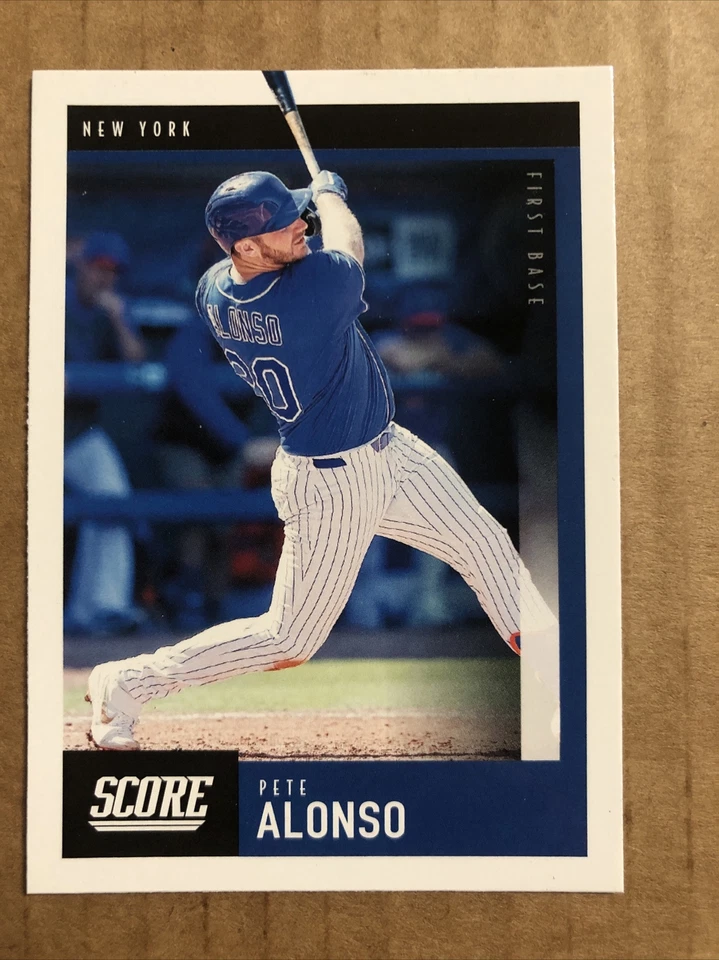 NEW YORK
FIRST BASE
ALONSO
20
SCORE
PETE
ALONSO